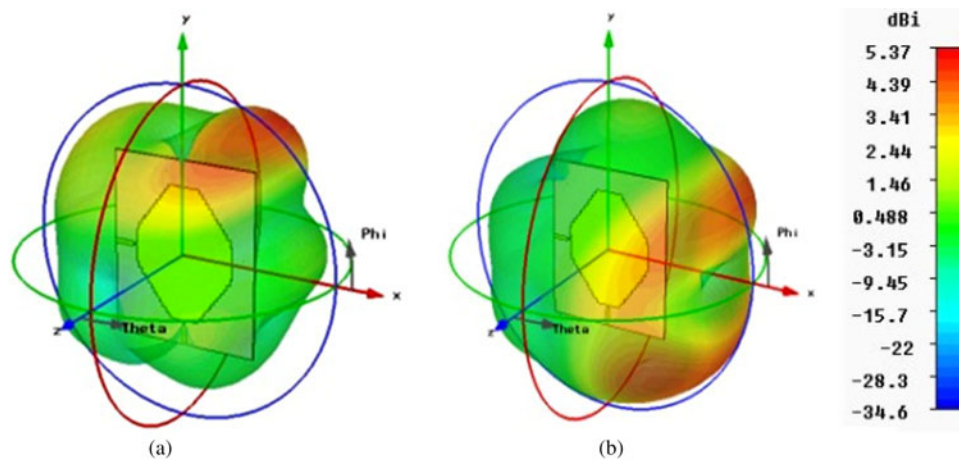 y
Phi
x
z
Theta
(a)
y
Phi
x
z
Theta
(b)
dBi
5.37
4.39
3.41
2.44
1.46
0.488
-3.15
-9.45
-15.7
-22
-28.3
-34.6